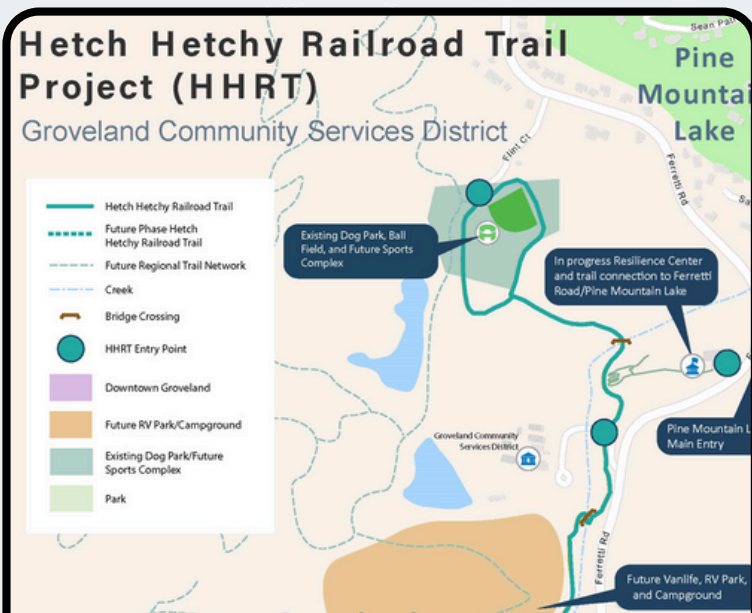 Hetch Hetchy Railroad Trail
Project (HHRT)
Groveland Community Services District
Sean Pat
Pine
Mountai
Lake
Flint Ct
Ferretti Rd
Sa
Hetch Hetchy Railroad Trail
Future Phase Hetch
Hetchy Railroad Trail
Future Regional Trail Network
Creek
Bridge Crossing
HHRT Entry Point
Downtown Groveland
Future RV Park/Campground
Existing Dog Park/Future
Sports Complex
Park
Existing Dog Park, Ball
Field, and Future Sports
Complex
In progress Resilience Center
and trail connection to Ferretti
Road/Pine Mountain Lake
Pine Mountain L
Main Entry
Groveland Community
Services District
Ferretti Rd
Future Vanlife, RV Park,
and Campground